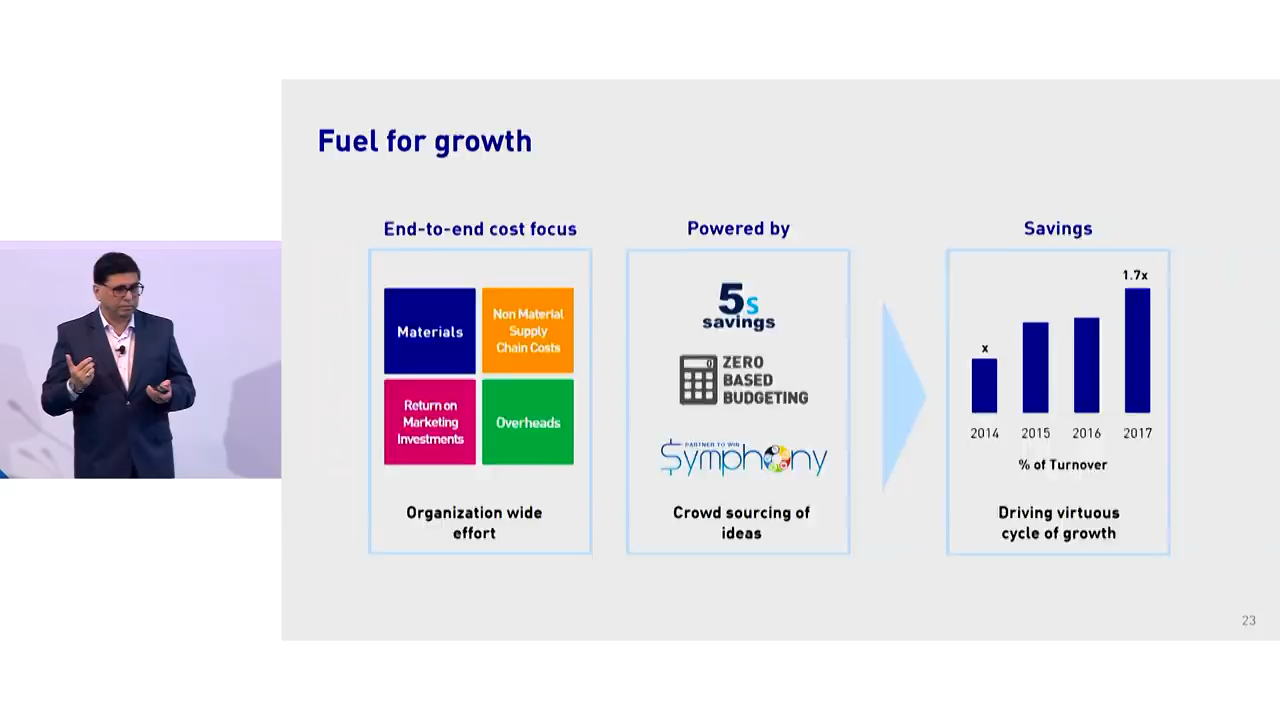 Fuel for growth
End-to-end cost focus
Materials
Non Material
Supply
Chain Costs
Return on
Marketing
Investments
Overheads
Organization wide
effort
Powered by
5s
savings
0
ZERO
BASED
BUDGETING
PARTNER TO WIN
Symphony
Crowd sourcing of
ideas
Savings
x
1.7x
2014 2015 2016 2017
% of Turnover
Driving virtuous
cycle of growth
23